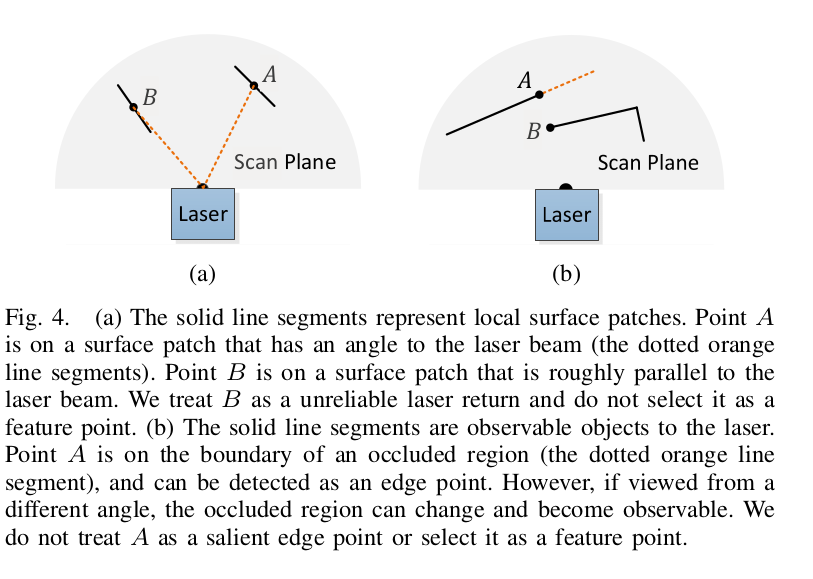 B
A
Scan Plane
Laser
(a)
A
B
Scan Plane
Laser
(b)
Fig. 4. (a) The solid line segments represent local surface patches. Point A
is on a surface patch that has an angle to the laser beam (the dotted orange
line segments). Point B is on a surface patch that is roughly parallel to the
laser beam. We treat B as a unreliable laser return and do not select it as a
feature point. (b) The solid line segments are observable objects to the laser.
Point A is on the boundary of an occluded region (the dotted orange line
segment), and can be detected as an edge point. However, if viewed from a
different angle, the occluded region can change and become observable. We
do not treat A as a salient edge point or select it as a feature point.